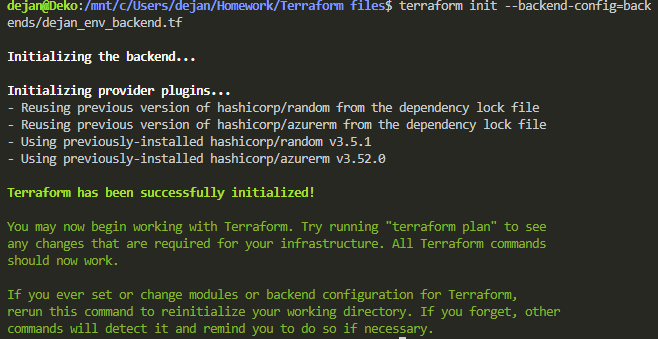 dejan@Deko:/mnt/c/Users/dejan/Homework/Terraform files$ terraform init --backend-config=back
ends/dejan_env_backend.tf
Initializing the backend...
Initializing provider plugins...
- Reusing previous version of hashicorp/random from the dependency lock file
- Reusing previous version of hashicorp/azurerm from the dependency lock file
- Using previously-installed hashicorp/random v3.5.1
- Using previously-installed hashicorp/azurerm v3.52.0
Terraform has been successfully initialized!
You may now begin working with Terraform. Try running "terraform plan" to see
any changes that are required for your infrastructure. All Terraform commands
should now work.
If you ever set or change modules or backend configuration for Terraform,
rerun this command to reinitialize your working directory. If you forget, other
commands will detect it and remind you to do so if necessary.